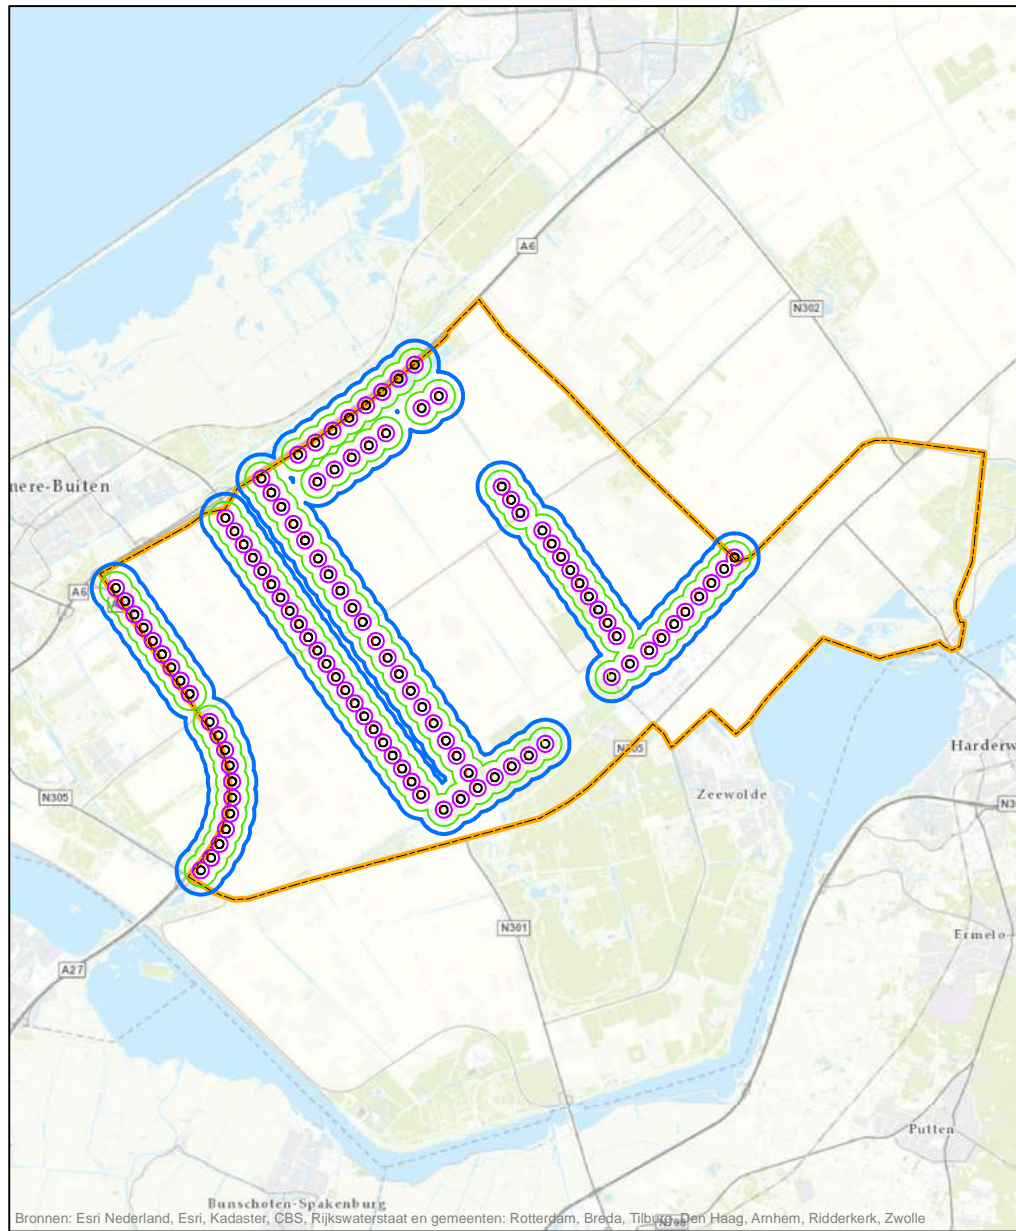 A6
N302
nere-Buiten
A6
N305
Harderw
N305
Zeewolde
N301
Ermelo
A27
Putten
Bunschoten-Spakenburg
Bronnen: Esri Nederland, Esri, Kadaster, CBS, Rijkswaterstaat en gemeenten: Rotterdam, Breda, Tilburg, Den Haag, Arnhem, Ridderkerk, Zwolle